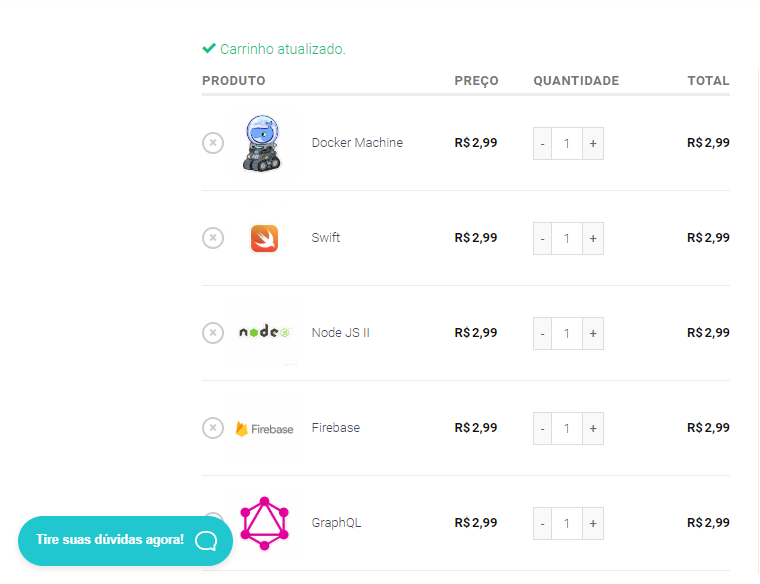 Carrinho atualizado.
PRODUTO PREÇO QUANTIDADE TOTAL
Docker Machine R$2,99 - 1 + R$2,99
Swift R$2,99 - 1 + R$2,99
node JS Node JS II R$2,99 - 1 + R$2,99
Firebase Firebase R$2,99 - 1 + R$2,99
GraphQL R$2,99 - 1 + R$2,99
Tire suas dúvidas agora!